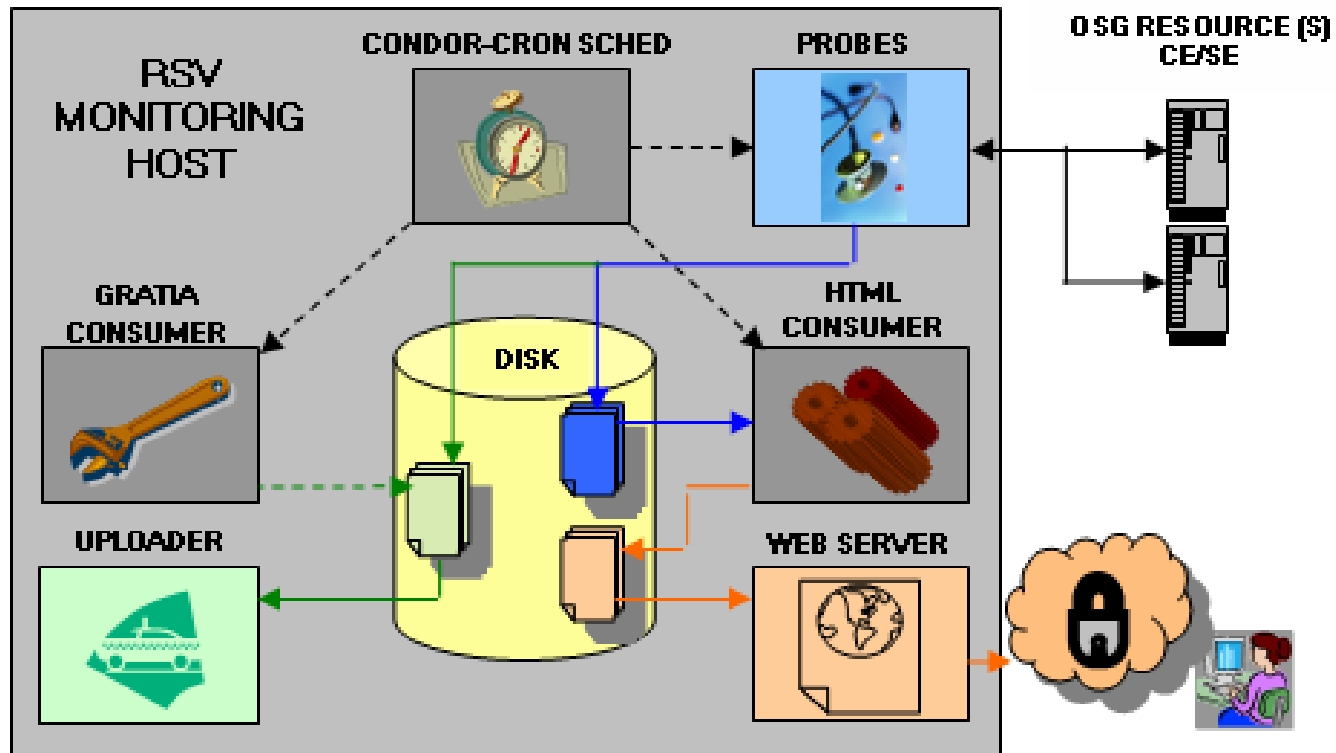 RSV
MONITORING
HOST
CONDOR-CRON SCHED
PROBES
OSG RESOURCE (S)
CE/SE
GRATIA
CONSUMER
HTML
CONSUMER
DISK
UPLOADER
WEB SERVER